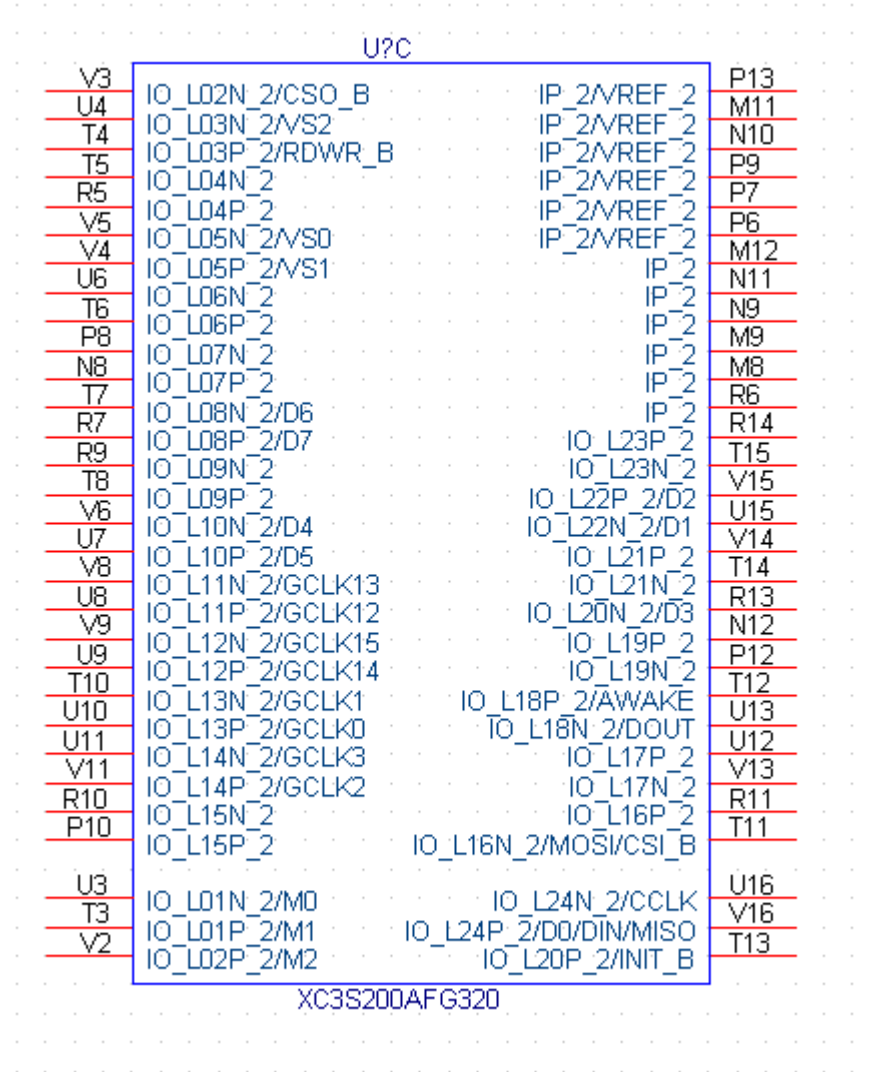 U?C
V3 IO_L02N_2/CSO_B IP_2/VREF_2 P13
U4 IO_L03N_2/VS2 IP_2/VREF_2 M11
T4 IO_L03P_2/RDWR_B IP_2/VREF_2 N10
T5 IO_L04N_2 IP_2/VREF_2 P9
R5 IO_L04P_2 IP_2/VREF_2 P7
V5 IO_L05N_2/VS0 IP_2/VREF_2 P6
V4 IO_L05P_2/VS1 IP_2 M12
U6 IO_L06N_2 IP_2 N11
T6 IO_L06P_2 IP_2 N9
P8 IO_L07N_2 IP_2 M9
N8 IO_L07P_2 IP_2 M8
T7 IO_L08N_2/D6 IP_2 R6
R7 IO_L08P_2/D7 IO_L23P_2 R14
R9 IO_L09N_2 IO_L23N_2 T15
T8 IO_L09P_2 IO_L22P_2/D2 V15
V6 IO_L10N_2/D4 IO_L22N_2/D1 U15
U7 IO_L10P_2/D5 IO_L21P_2 V14
V8 IO_L11N_2/GCLK13 IO_L21N_2 T14
U8 IO_L11P_2/GCLK12 IO_L20N_2/D3 R13
V9 IO_L12N_2/GCLK15 IO_L19P_2 N12
U9 IO_L12P_2/GCLK14 IO_L19N_2 P12
T10 IO_L13N_2/GCLK1 IO_L18P_2/AWAKE T12
U10 IO_L13P_2/GCLK0 IO_L18N_2/DOUT U13
U11 IO_L14N_2/GCLK3 IO_L17P_2 U12
V11 IO_L14P_2/GCLK2 IO_L17N_2 V13
R10 IO_L15N_2 IO_L16P_2 R11
P10 IO_L15P_2 IO_L16N_2/MOSI/CSI_B T11
U3 IO_L01N_2/M0 IO_L24N_2/CCLK U16
T3 IO_L01P_2/M1 IO_L24P_2/D0/DIN/MISO V16
V2 IO_L02P_2/M2 IO_L20P_2/INIT_B T13
XC3S200AFG320